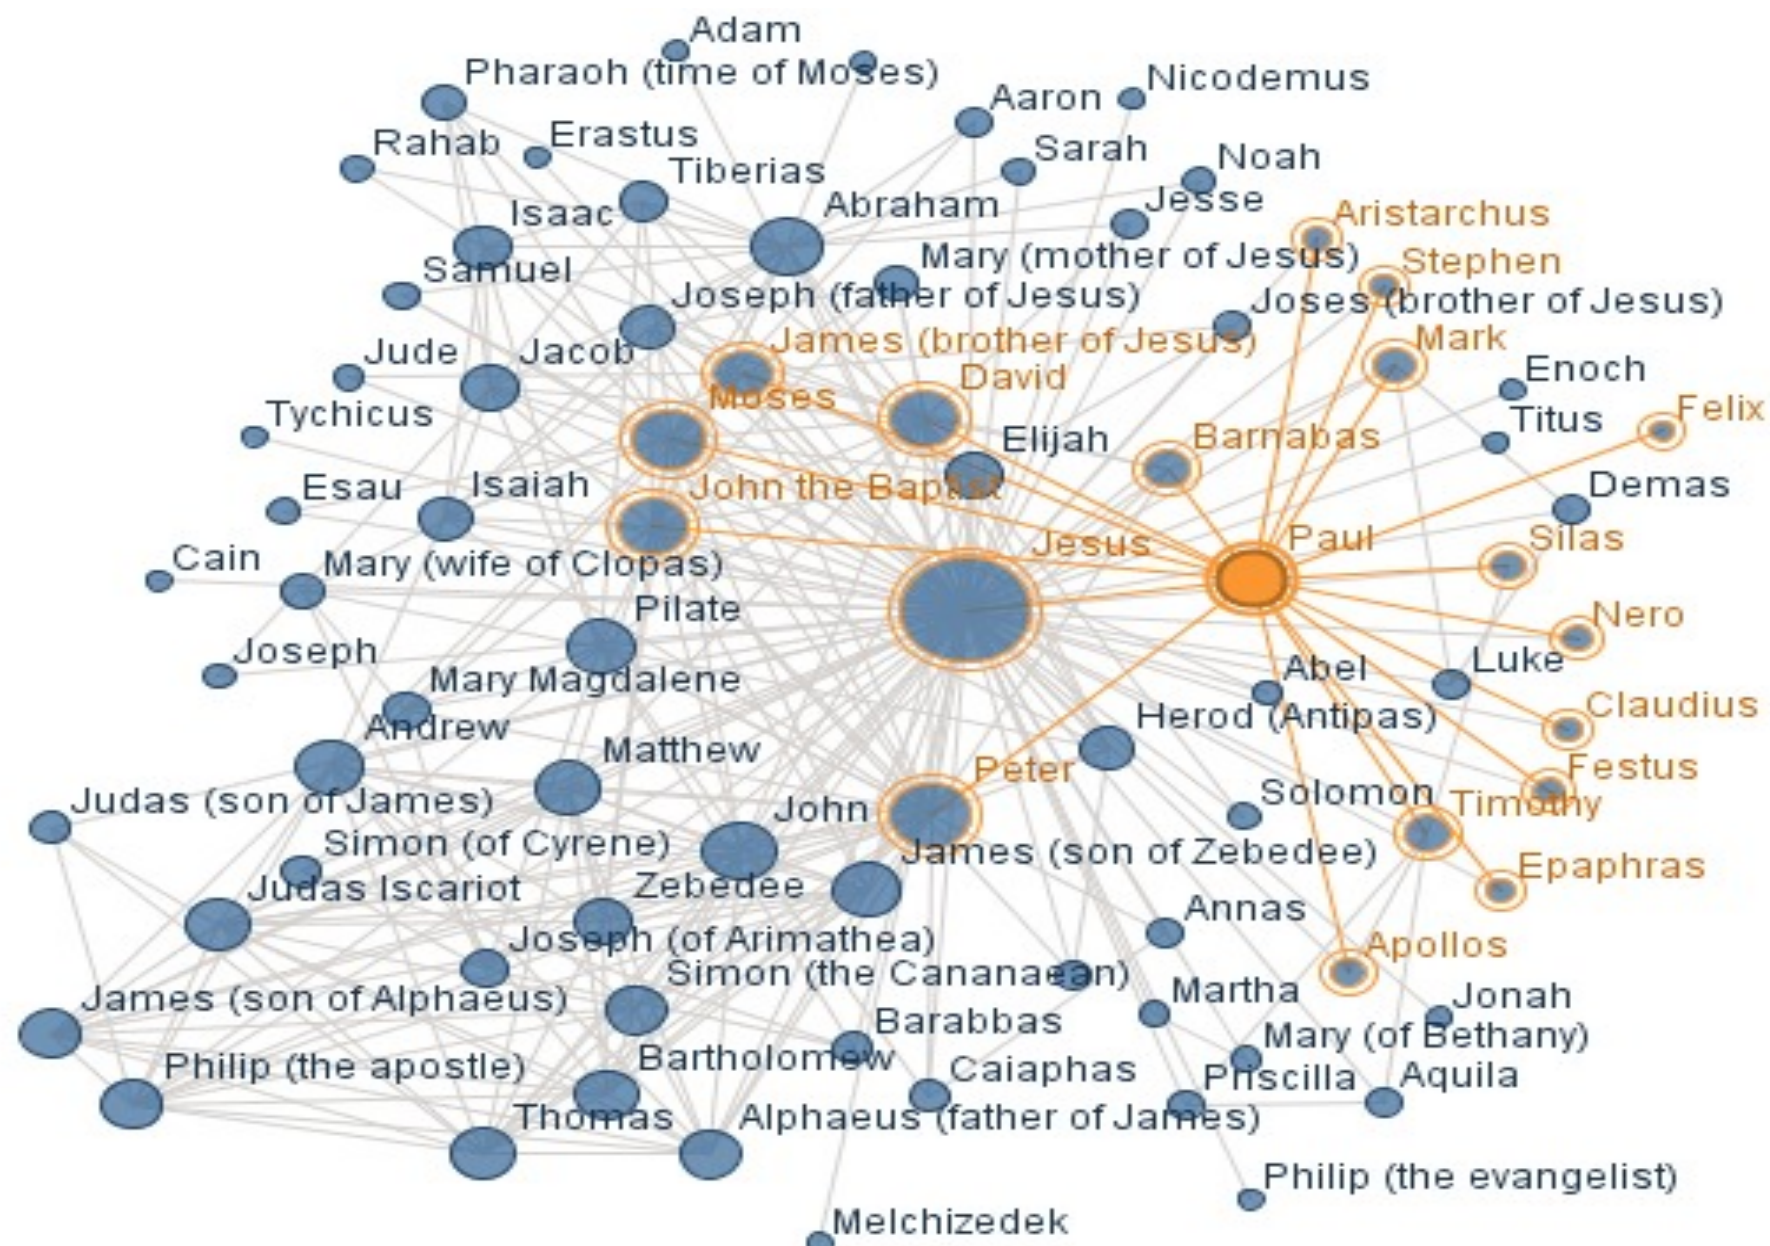 Adam
Pharaoh (time of Moses)
Nicodemus
Aaron
Erastus
Rahab
Sarah
Noah
Tiberias
Jesse
Abraham
Isaac
Aristarchus
Mary (mother of Jesus)
Stephen
Samuel
Joseph (father of Jesus)
Joses (brother of Jesus)
James (brother of Jesus)
Mark
Jude
Jacob
Enoch
David
Moses
Felix
Tychicus
Titus
Elijah
Barnabas
Esau
Isaiah
John the Baptist
Demas
Jesus
Paul
Silas
Cain
Mary (wife of Clopas)
Pilate
Nero
Joseph
Abel
Luke
Mary Magdalene
Claudius
Herod (Antipas)
Andrew
Matthew
Peter
Festus
Judas (son of James)
John
Solomon
Timothy
Simon (of Cyrene)
James (son of Zebedee)
Epaphras
Judas Iscariot
Zebedee
Annas
Joseph (of Arimathea)
Apollos
Simon (the Cananaean)
James (son of Alphaeus)
Martha
Jonah
Barabbas
Mary (of Bethany)
Philip (the apostle)
Bartholomew
Caiaphas
Priscilla
Aquila
Thomas
Alphaeus (father of James)
Philip (the evangelist)
Melchizedek